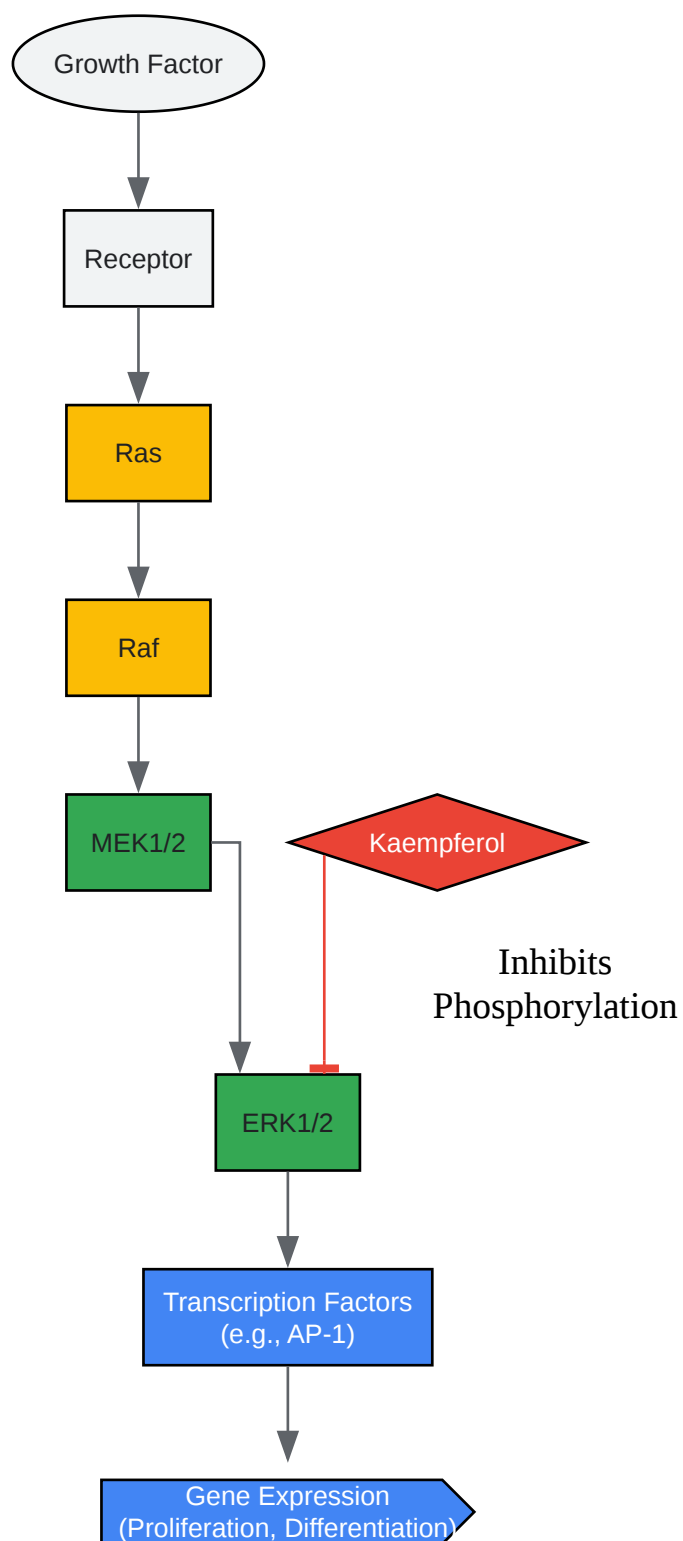 Growth Factor
Receptor
Ras
Raf
MEK1/2
Kaempferol
Inhibits
Phosphorylation
ERK1/2
Transcription Factors
(e.g., AP-1)
Gene Expression
(Proliferation, Differentiation)